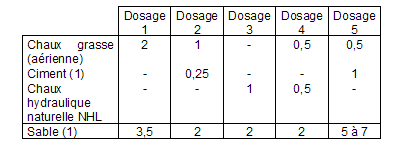 Dosage 1 Dosage 2 Dosage 3 Dosage 4 Dosage 5
Chaux grasse (aérienne) 2 1 - 0,5 0,5
Ciment (1) - 0,25 - - 1
Chaux hydraulique naturelle NHL - - 1 0,5 -
Sable (1) 3,5 2 2 2 5 à 7